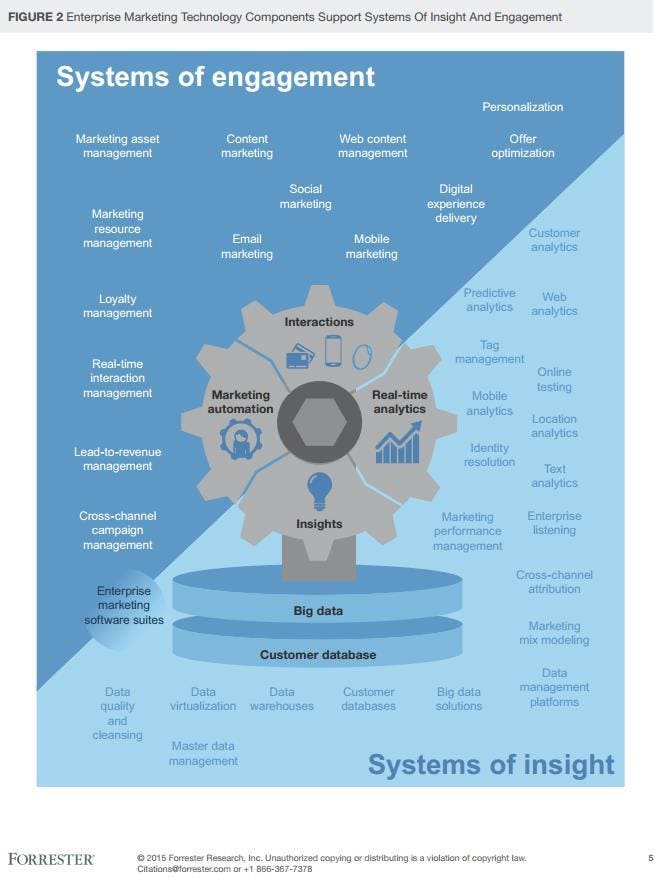 FIGURE 2 Enterprise Marketing Technology Components Support Systems Of Insight And Engagement
Systems of engagement
Personalization
Marketing asset
management
Content
marketing
Web content
management
Offer
optimization
Social
marketing
Digital
experience
delivery
Marketing
resource
management
Email
marketing
Mobile
marketing
Customer
analytics
Loyalty
management
Predictive
analytics
Web
analytics
Interactions
Real-time
interaction
management
Tag
management
Online
testing
Marketing
automation
Real-time
analytics
Mobile
analytics
Location
analytics
Lead-to-revenue
management
Identity
resolution
Text
analytics
Cross-channel
campaign
management
Insights
Marketing
performance
management
Enterprise
listening
Enterprise
marketing
software suites
Big data
Customer database
Cross-channel
attribution
Marketing
mix modeling
Data
management
platforms
Data
quality
and
cleansing
Data
virtualization
Data
warehouses
Customer
databases
Big data
solutions
Master data
management
Systems of insight
FORRESTER®
© 2015 Forrester Research, Inc. Unauthorized copying or distributing is a violation of copyright law.
Citations@forrester.com or +1 866-367-7378
5